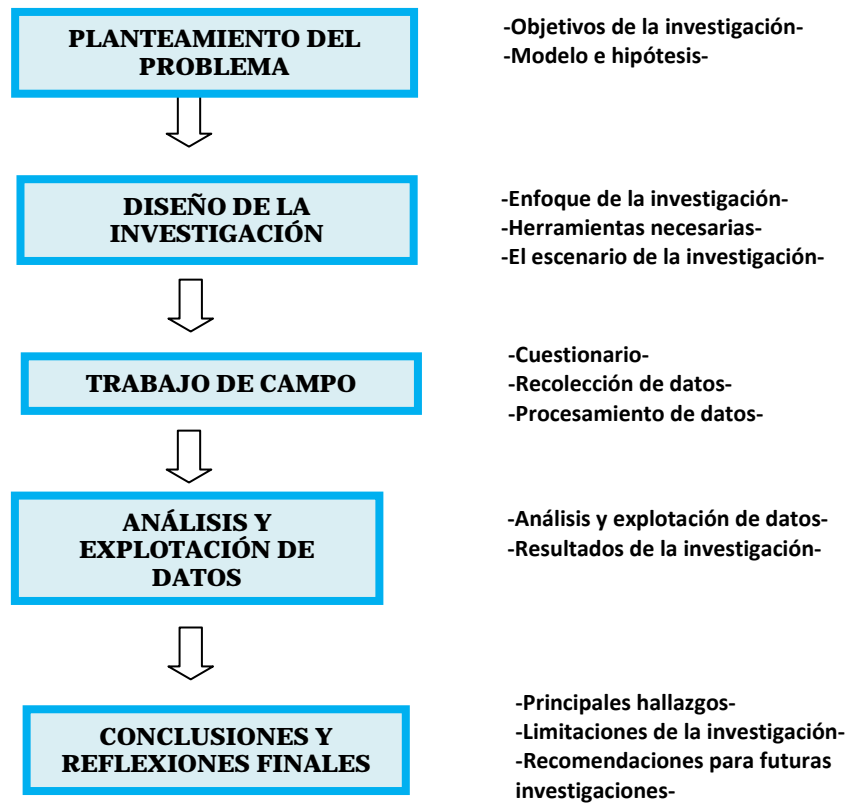 PLANTEAMIENTO DEL
PROBLEMA
-Objetivos de la investigación-
-Modelo e hipótesis-
DISEÑO DE LA
INVESTIGACIÓN
-Enfoque de la investigación-
-Herramientas necesarias-
-El escenario de la investigación-
TRABAJO DE CAMPO
-Cuestionario-
-Recolección de datos-
-Procesamiento de datos-
ANÁLISIS Y
EXPLOTACIÓN DE
DATOS
-Análisis y explotación de datos-
-Resultados de la investigación-
CONCLUSIONES Y
REFLEXIONES FINALES
-Principales hallazgos-
-Limitaciones de la investigación-
-Recomendaciones para futuras
investigaciones-